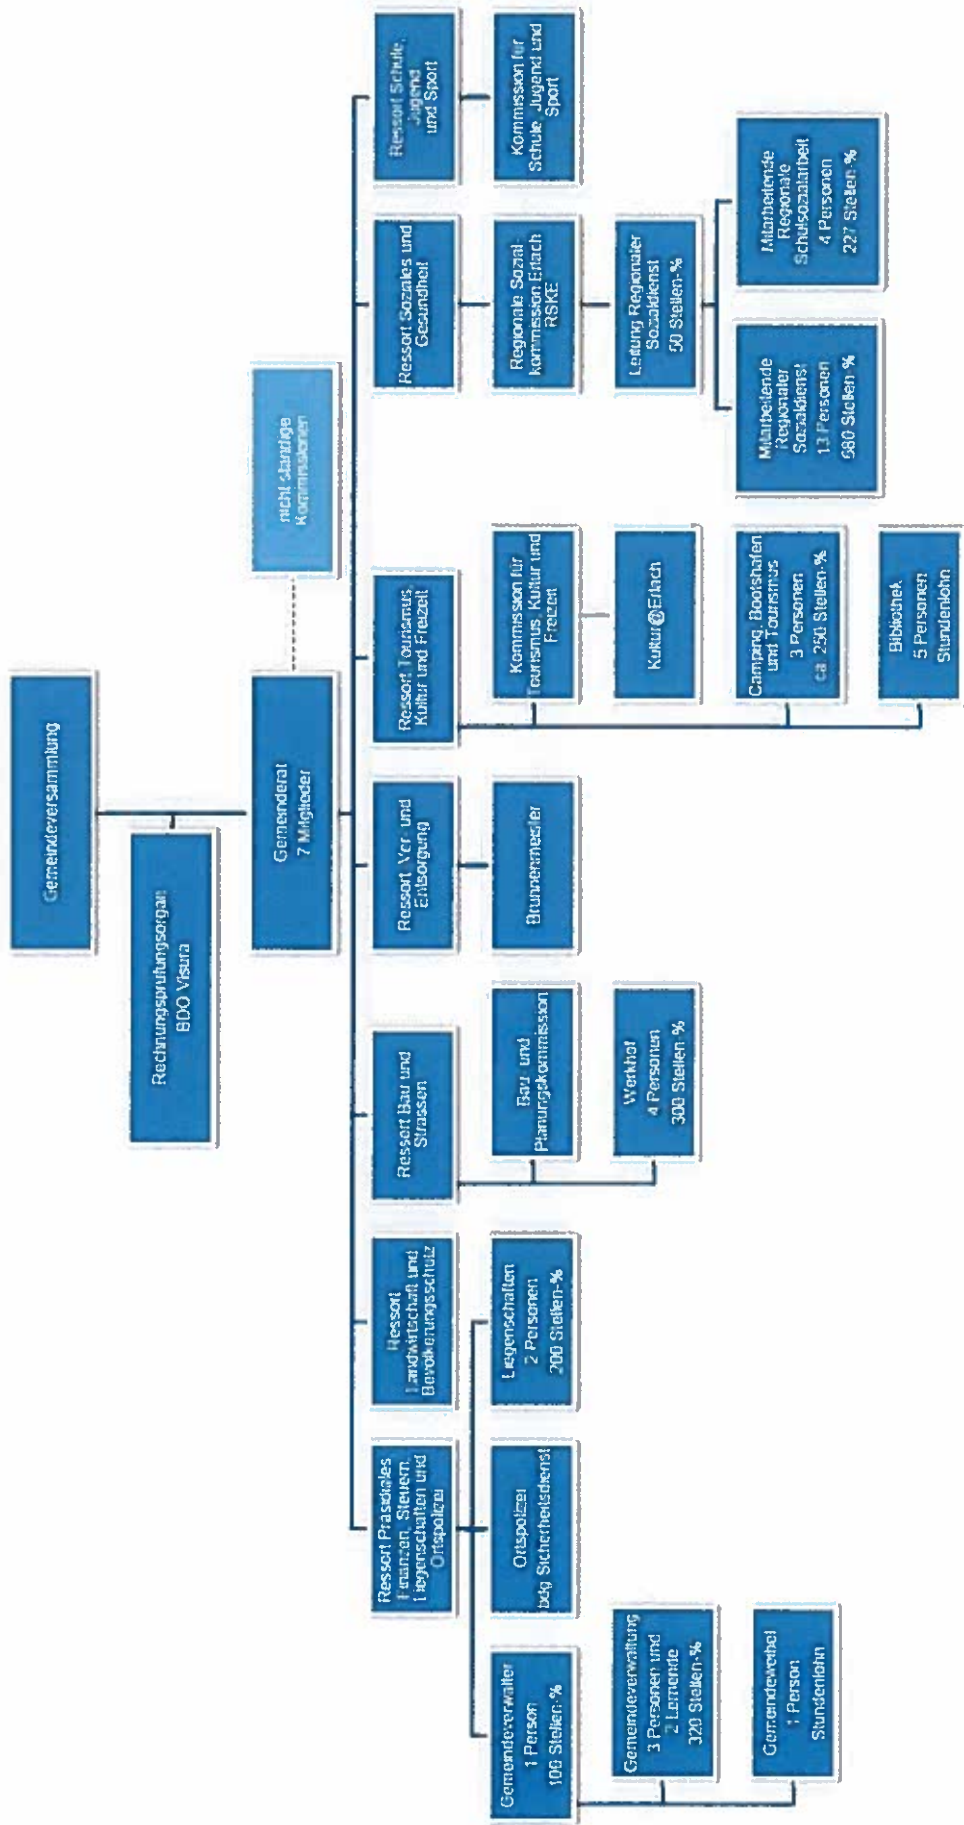 Gemeindeversammlung
Rechnungsprüfungsorgan
BDO Visura
Gemeinderat
7 Mitglieder
nicht ständige
Kommissionen
Ressort Präsidiales
Finanzen, Steuern,
Liegenschaften und
Ortspolizei
Ressort
Landwirtschaft und
Bevölkerungsschutz
Ressort Bau und
Strassen
Ressort Ver- und
Entsorgung
Ressort Tourismus,
Kultur und Freizeit
Ressort Soziales und
Gesundheit
Ressort Schule,
Jugend
und Sport
Gemeindeverwalter
1 Person
100 Stellen-%
Ortspolizei
bdg Sicherheitsdienst
Liegenschaften
2 Personen
200 Stellen-%
Bau- und
Planungskommission
Brunnenmeister
Kommission für
Tourismus, Kultur und
Freizeit
Regionale Sozial-
kommission Erlach
RSKE
Kommission für
Schule, Jugend und
Sport
Gemeindeverwaltung
3 Personen und
2 Lernende
320 Stellen-%
Werkhof
4 Personen
300 Stellen-%
Kultur@Erlach
Leitung Regionaler
Sozialdienst
50 Stellen-%
Gemeindeweibel
1 Person
Stundenlohn
Camping, Bootshafen
und Tourismus
3 Personen
ca. 250 Stellen-%
Mitarbeitende
Regionaler
Sozialdienst
13 Personen
Stellen-%
Mitarbeitende
Regionale
Schulsozialarbeit
4 Personen
227 Stellen-%
Bibliothek
5 Personen
Stundenlohn